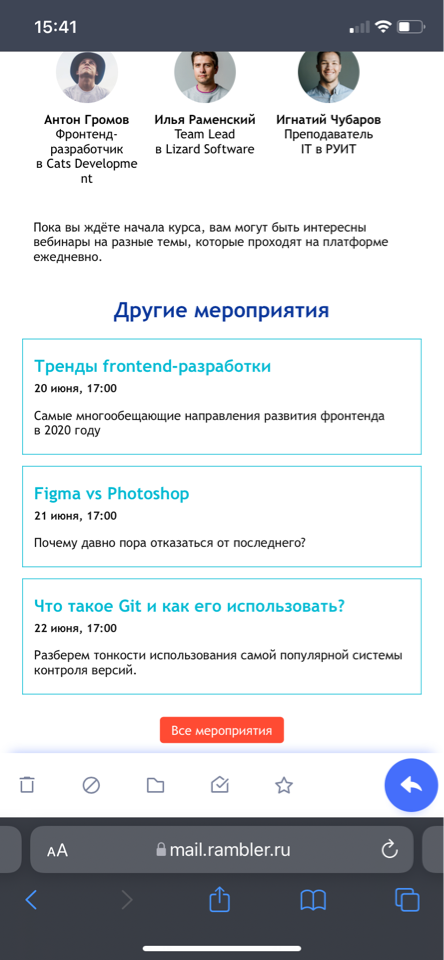 15:41
Антон Громов
Фронтенд-
разработчик
в Cats Developme
nt
Илья Раменский
Team Lead
в Lizard Software
Игнатий Чубаров
Преподаватель
IT в РУИТ
Пока вы ждёте начала курса, вам могут быть интересны
вебинары на разные темы, которые проходят на платформе
ежедневно.
Другие мероприятия
Тренды frontend-разработки
20 июня, 17:00
Самые многообещающие направления развития фронтенда
в 2020 году
Figma vs Photoshop
21 июня, 17:00
Почему давно пора отказаться от последнего?
Что такое Git и как его использовать?
22 июня, 17:00
Разберем тонкости использования самой популярной системы
контроля версий.
Все мероприятия
AA
mail.rambler.ru